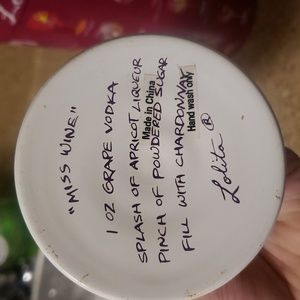 "MISS WINE"
1 OZ GRAPE VODKA
SPLASH OF APRICOT LIQUEUR
PINCH OF POWDERED SUGAR
FILL WITH CHARDONNAY
Made in China
Hand wash only
Lolita ®